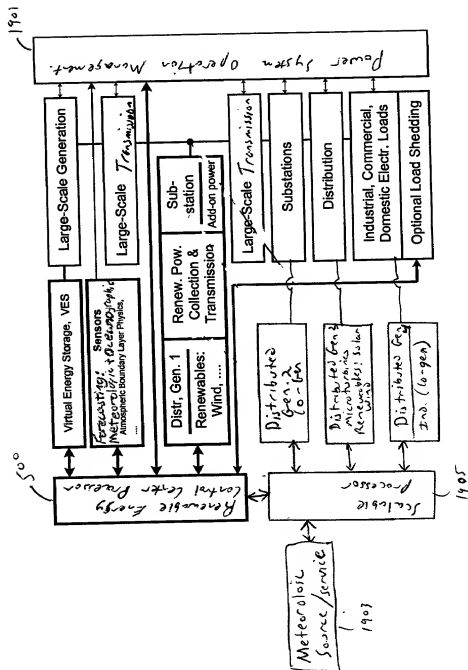 1901
Power System Operation Management.
Large-Scale Generation
Large-Scale Transmission
Sub-
station
Add-on power
Large-Scale Transmission
Substations
Distribution
Industrial, Commercial,
Domestic Electr. Loads
Optional Load Shedding
Renew. Pow.
Collection &
Transmission
Virtual Energy Storage, VES
Sensors
Forecasting:
Meteorologic + Oceanographic
Atmospheric Boundary Layer Physics,
....
Distr, Gen. 1
Renewables:
Wind, .....
Distributed
Gen. 2
Co-Gen
Distributed Gen 3
Microturbines
Renewables: Solar
Wind
Distributed Gen
Ind. (Co-gen)
500
Renewable Energy
Control Center Processor
Scalable
Processor
1905
Meteorologic
Source/service
1903